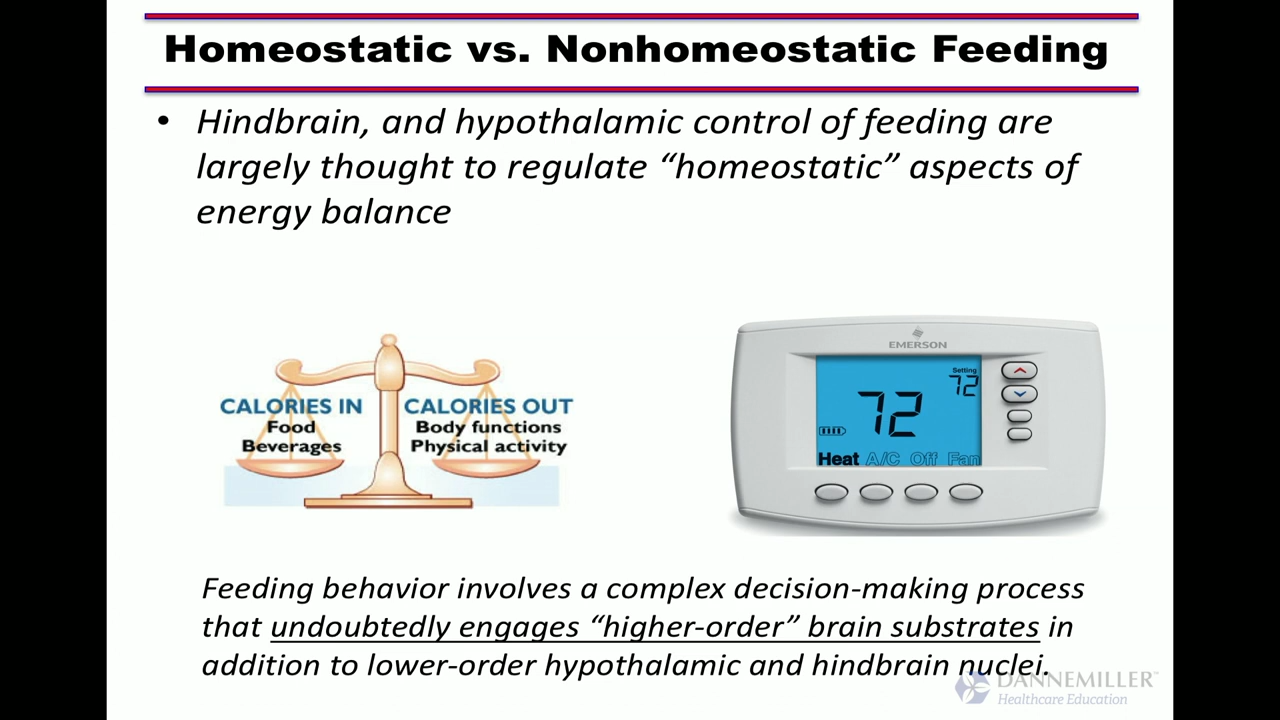 Homeostatic vs. Nonhomeostatic Feeding
• Hindbrain, and hypothalamic control of feeding are
largely thought to regulate “homeostatic” aspects of
energy balance
CALORIES IN
Food
Beverages
CALORIES OUT
Body functions
Physical activity
EMERSON
Setting
72
72
Heat A/C Off Fan
Feeding behavior involves a complex decision-making process
that undoubtedly engages “higher-order” brain substrates in
addition to lower-order hypothalamic and hindbrain nuclei.
DANNEMILLER™
Healthcare Education